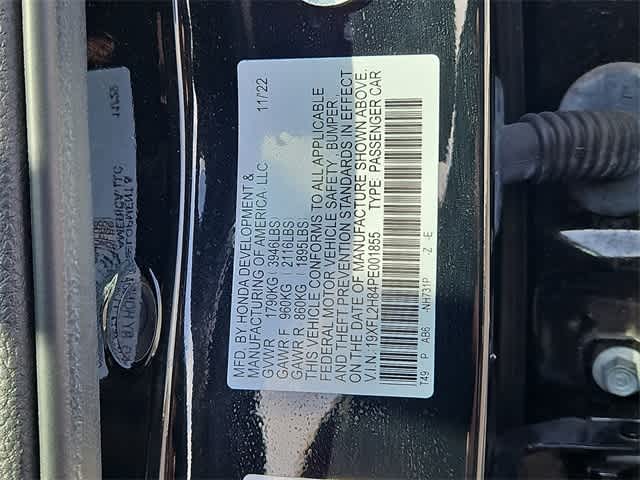 MFD. BY HONDA DEVELOPMENT &
MANUFACTURING OF AMERICA, LLC 11/22
GVWR 1790KG (3946LBS)
GAWR F 960KG (2116LBS)
GAWR R 860KG (1896LBS)
THIS VEHICLE CONFORMS TO ALL APPLICABLE
FEDERAL MOTOR VEHICLE SAFETY, BUMPER,
AND THEFT PREVENTION STANDARDS IN EFFECT
ON THE DATE OF MANUFACTURE SHOWN ABOVE.
V.I.N.: 19XFL2H84PE001855 TYPE: PASSENGER CAR
T49 P AB6 -NH731P Z -E